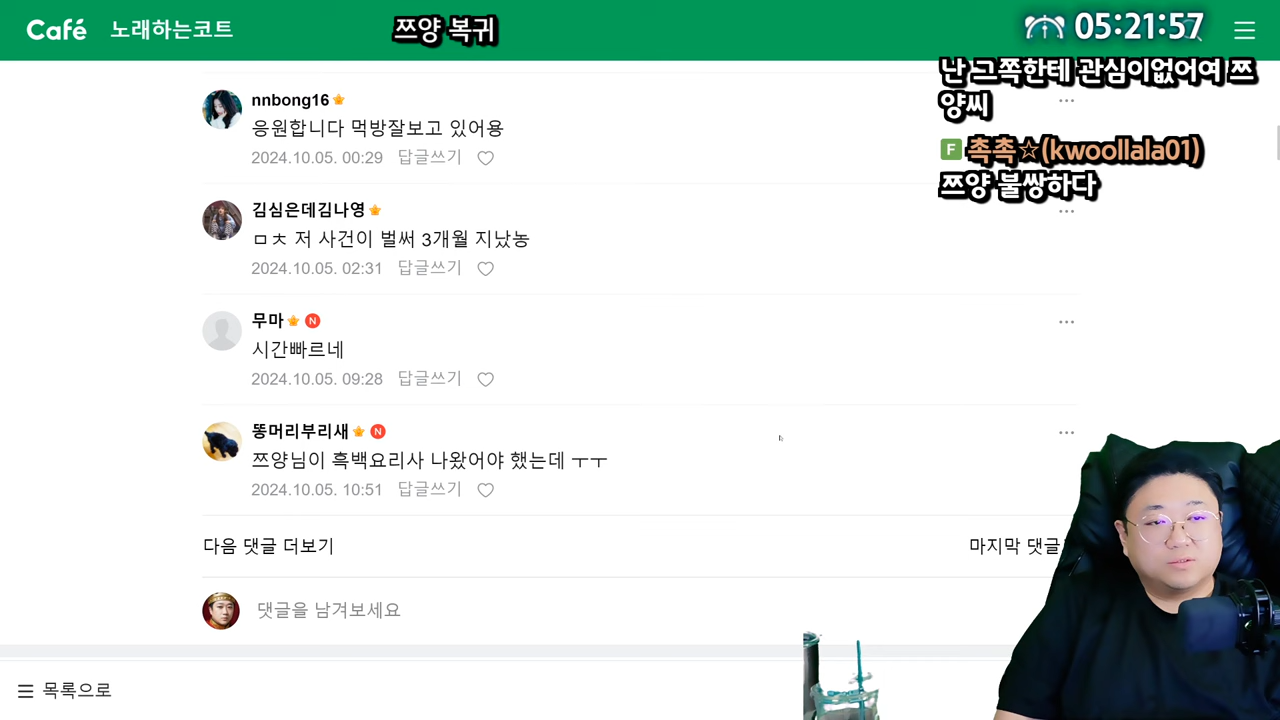 Café 노래하는코트
쯔양 복귀
05:21:57
난 그쪽한테 관심이없어여 쯔
양씨
F 촉촉☆(kwoollala01)
쯔양 불쌍하다
nnbong16
응원합니다 먹방잘보고 있어용
2024.10.05. 00:29 답글쓰기
김심은데김나영
ㅁㅊ 저 사건이 벌써 3개월 지났농
2024.10.05. 02:31 답글쓰기
무마 N
시간빠르네
2024.10.05. 09:28 답글쓰기
똥머리부리새 N
쯔양님이 흑백요리사 나왔어야 했는데 ㅜㅜ
2024.10.05. 10:51 답글쓰기
다음 댓글 더보기
마지막 댓글
댓글을 남겨보세요
목록으로